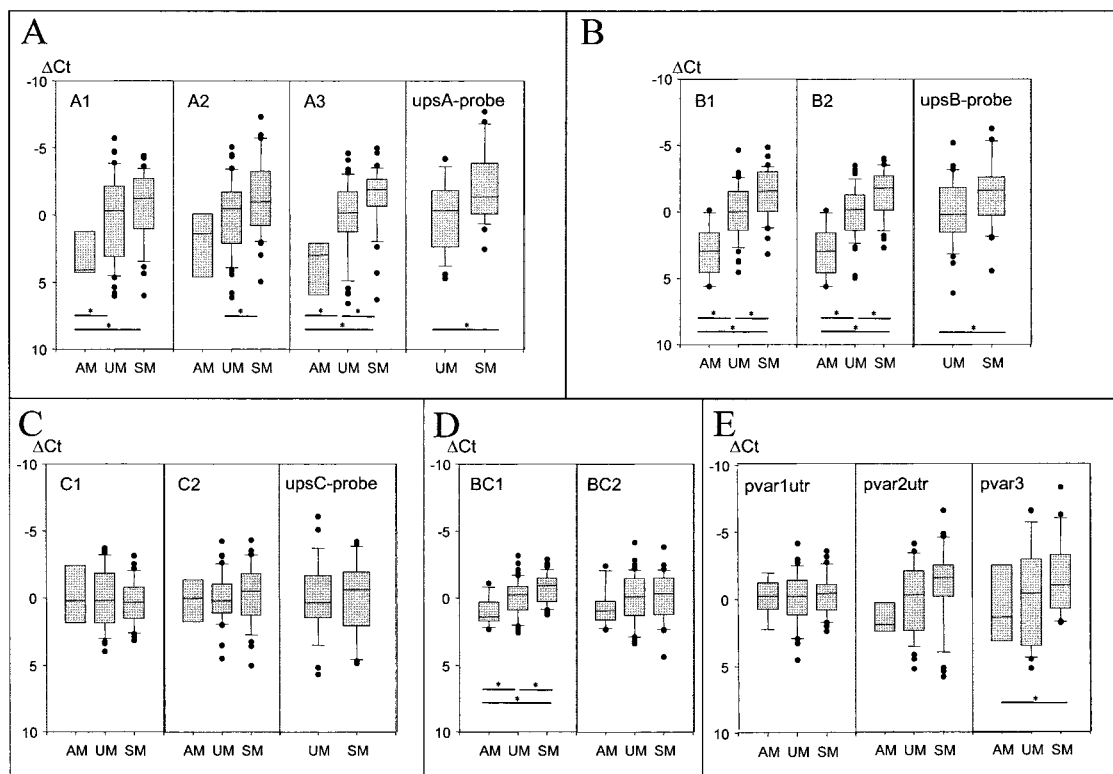 A
ΔCt
-10
-5
0
5
10
A1
A2
A3
upsA-probe
*
*
*
*
*
*
*
AM UM SM
AM UM SM
AM UM SM
UM SM
B
ΔCt
-10
-5
0
5
10
B1
B2
upsB-probe
* *
*
* *
*
*
AM UM SM
AM UM SM
UM SM
C
ΔCt
-10
-5
0
5
10
C1
C2
upsC-probe
AM UM SM
AM UM SM
UM SM
D
ΔCt
-10
-5
0
5
10
BC1
BC2
* *
*
AM UM SM
AM UM SM
E
ΔCt
-10
-5
0
5
10
pvar1utr
pvar2utr
pvar3
*
AM UM SM
AM UM SM
AM UM SM